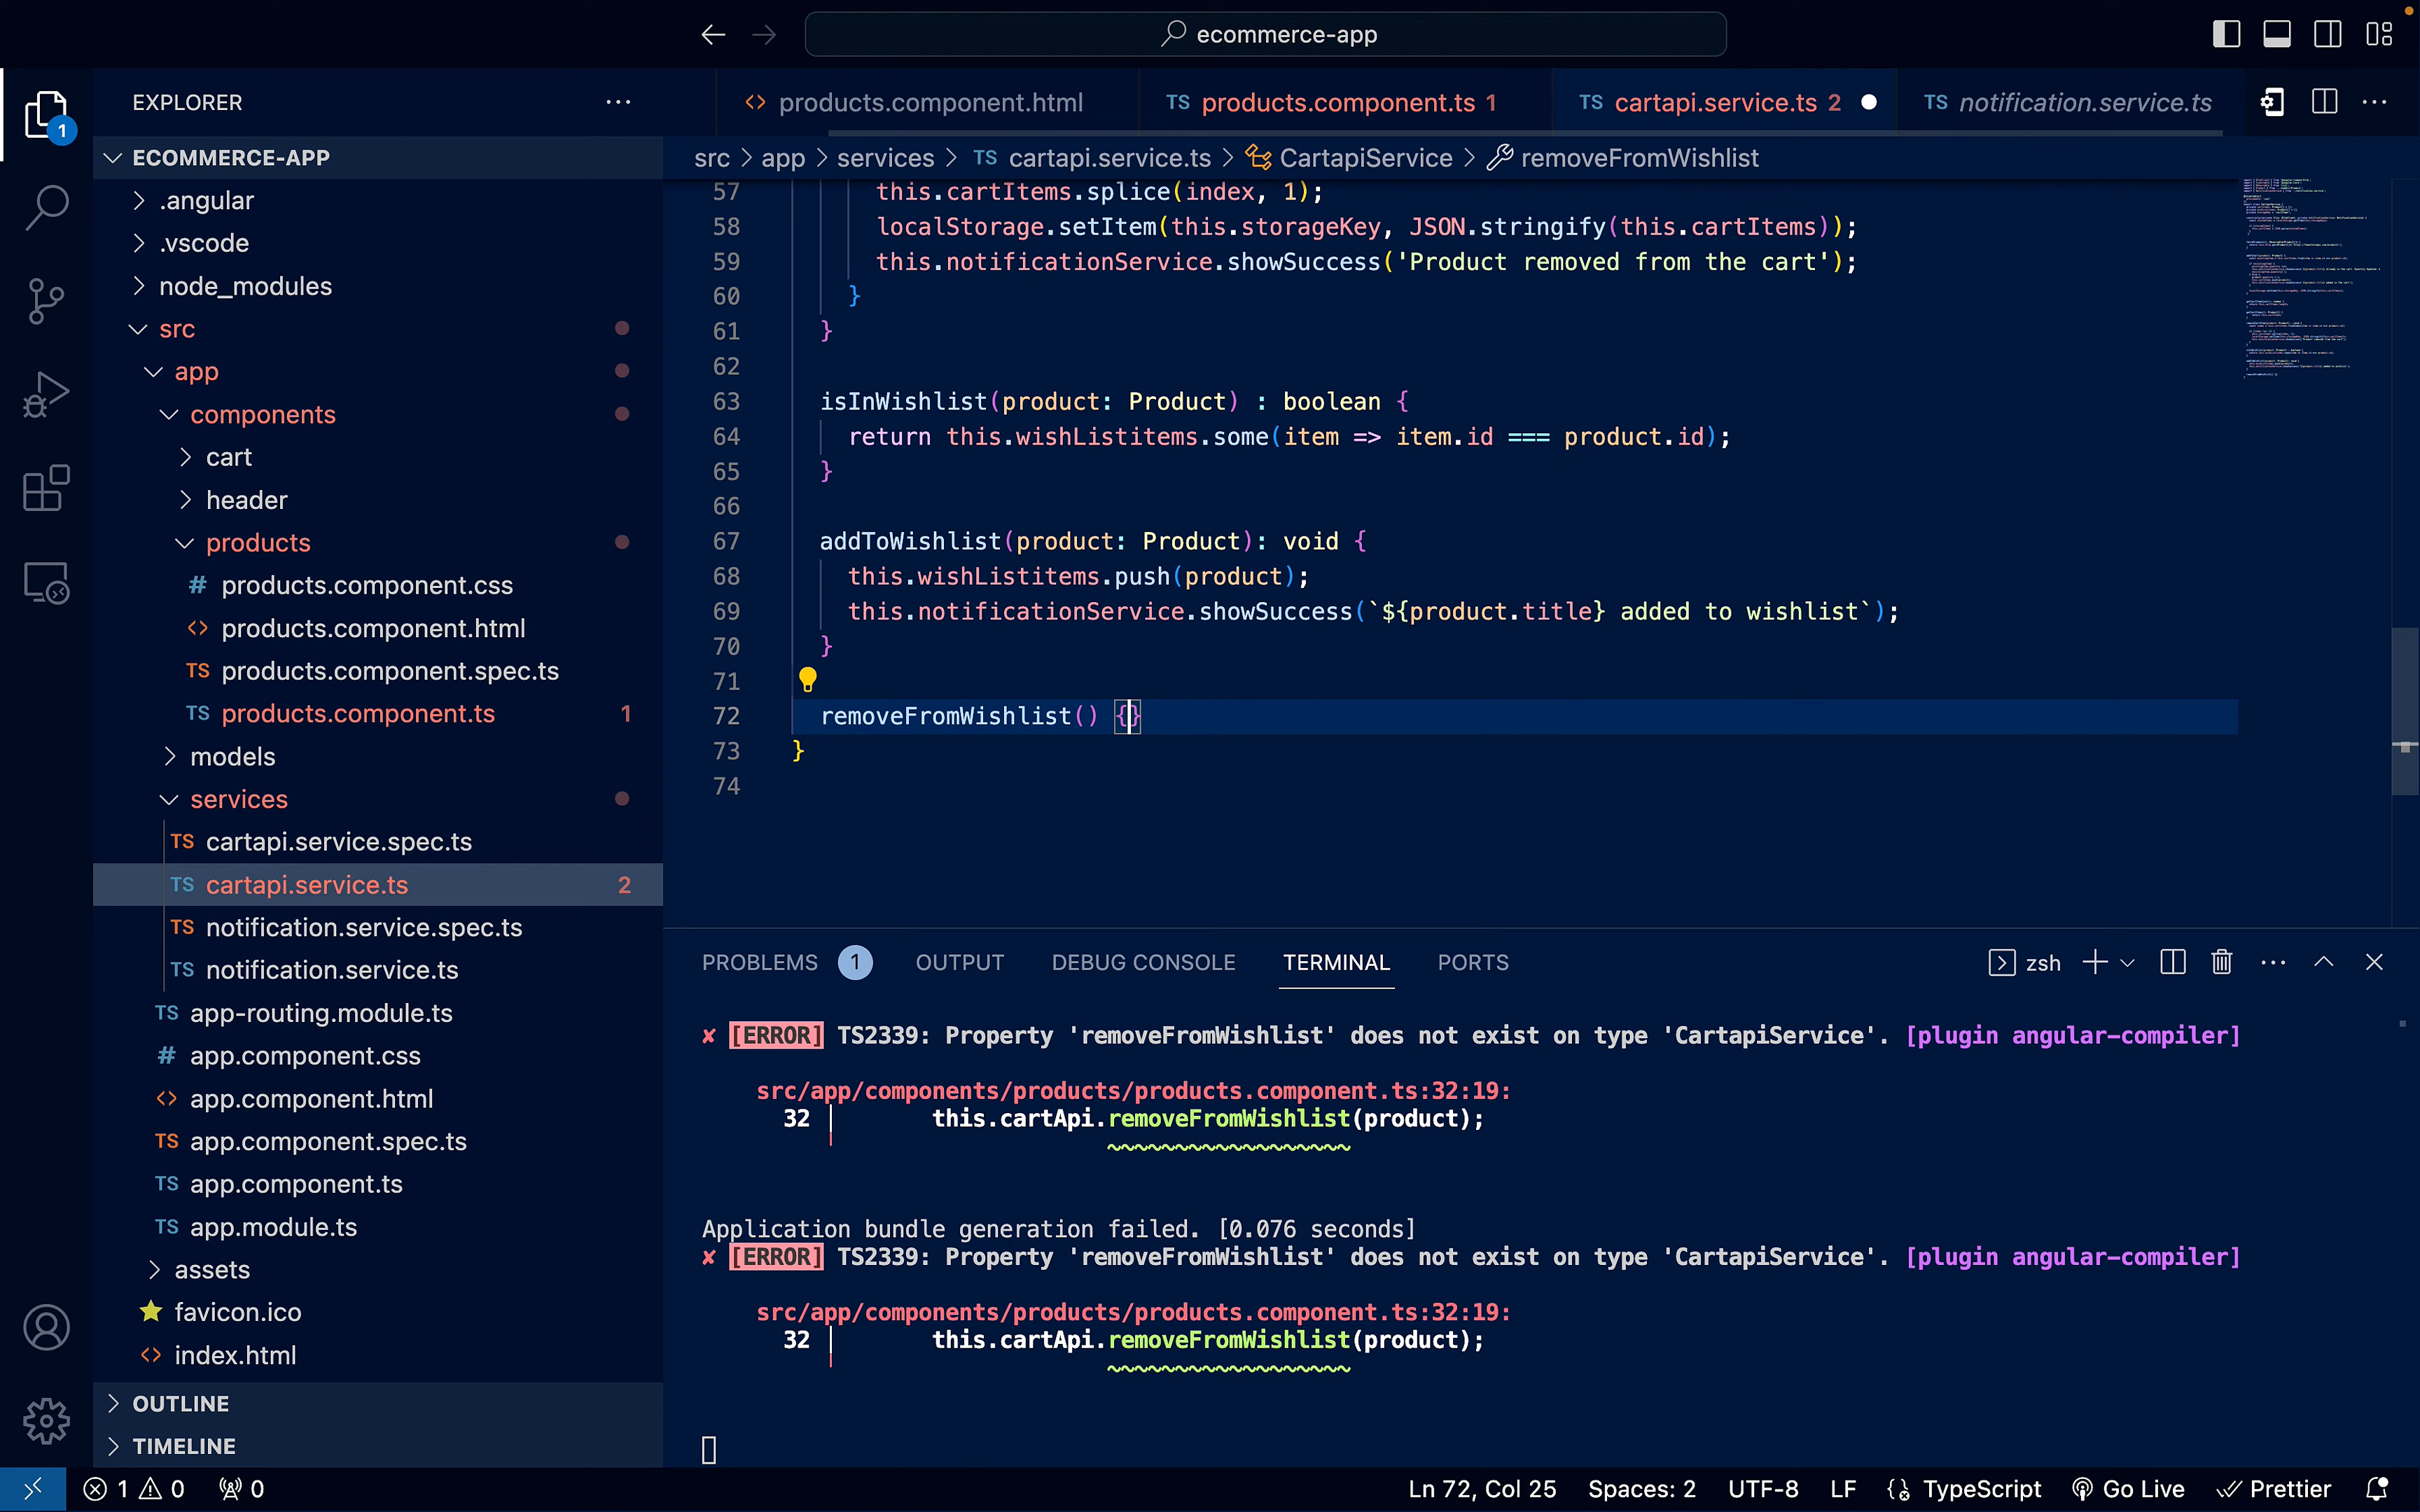 ecommerce-app
EXPLORER
products.component.html
TS products.component.ts 1
TS cartapi.service.ts 2
TS notification.service.ts
1
ECOMMERCE-APP
src > app > services > TS cartapi.service.ts > CartapiService > removeFromWishlist
.angular
.vscode
node_modules
src
app
components
cart
header
products
# products.component.css
<> products.component.html
TS products.component.spec.ts
TS products.component.ts 1
models
services
TS cartapi.service.spec.ts
TS cartapi.service.ts 2
TS notification.service.spec.ts
TS notification.service.ts
TS app-routing.module.ts
# app.component.css
<> app.component.html
TS app.component.spec.ts
TS app.component.ts
TS app.module.ts
assets
favicon.ico
<> index.html
OUTLINE
TIMELINE
57 this.cartItems.splice(index, 1);
58 localStorage.setItem(this.storageKey, JSON.stringify(this.cartItems));
59 this.notificationService.showSuccess('Product removed from the cart');
60 }
61 }
62
63 isInWishlist(product: Product) : boolean {
64 return this.wishListitems.some(item => item.id === product.id);
65 }
66
67 addToWishlist(product: Product): void {
68 this.wishListitems.push(product);
69 this.notificationService.showSuccess(`${product.title} added to wishlist`);
70 }
71
72 removeFromWishlist() {}
73 }
74
PROBLEMS 1 OUTPUT DEBUG CONSOLE TERMINAL PORTS
zsh
✘ [ERROR] TS2339: Property 'removeFromWishlist' does not exist on type 'CartapiService'. [plugin angular-compiler]
src/app/components/products/products.component.ts:32:19:
32 │ this.cartApi.removeFromWishlist(product);
~~~~~~~~~~~~~~~~~~
Application bundle generation failed. [0.076 seconds]
✘ [ERROR] TS2339: Property 'removeFromWishlist' does not exist on type 'CartapiService'. [plugin angular-compiler]
src/app/components/products/products.component.ts:32:19:
32 │ this.cartApi.removeFromWishlist(product);
~~~~~~~~~~~~~~~~~~
1 0 0
Ln 72, Col 25 Spaces: 2 UTF-8 LF TypeScript Go Live Prettier